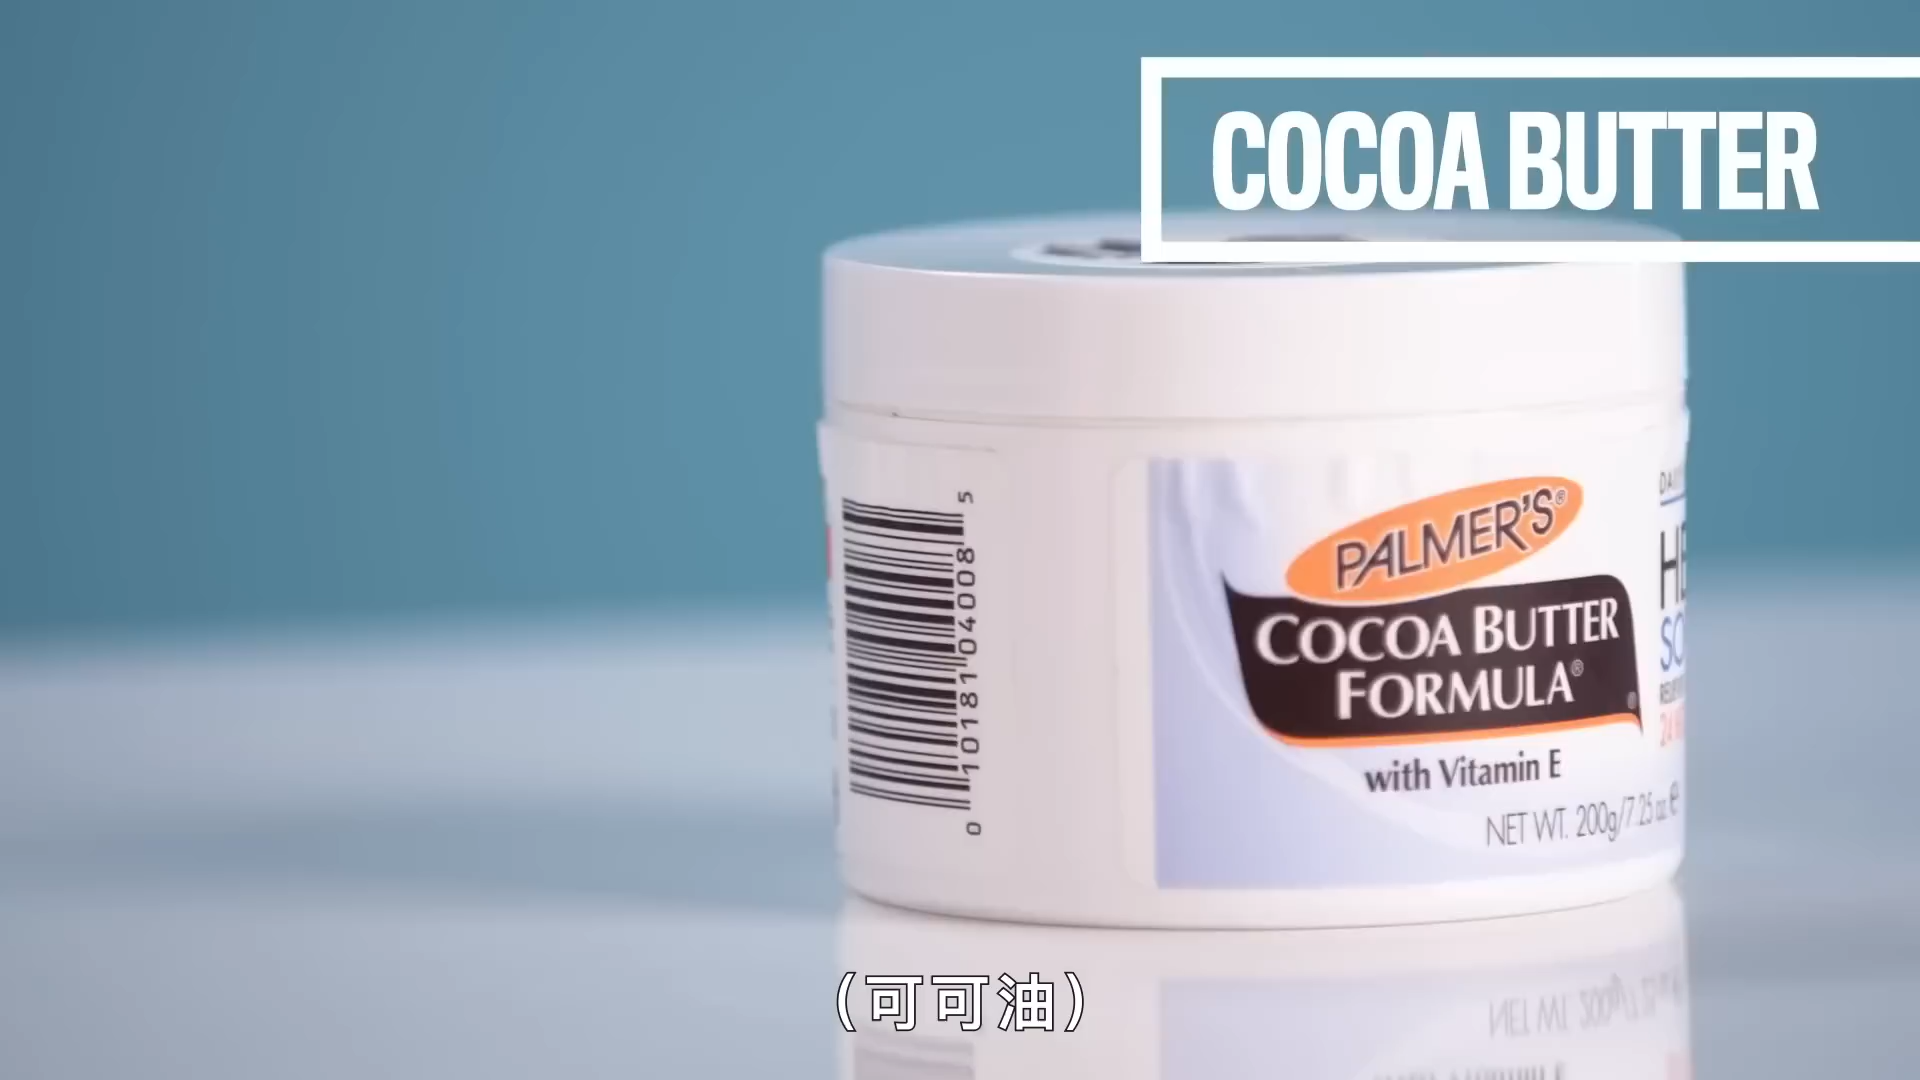 COCOA BUTTER
PALMER'S®
COCOA BUTTER
FORMULA®
with Vitamin E
NET WT. 200g/7.25 oz. ℮
0 10181 04008 5
(可可油)